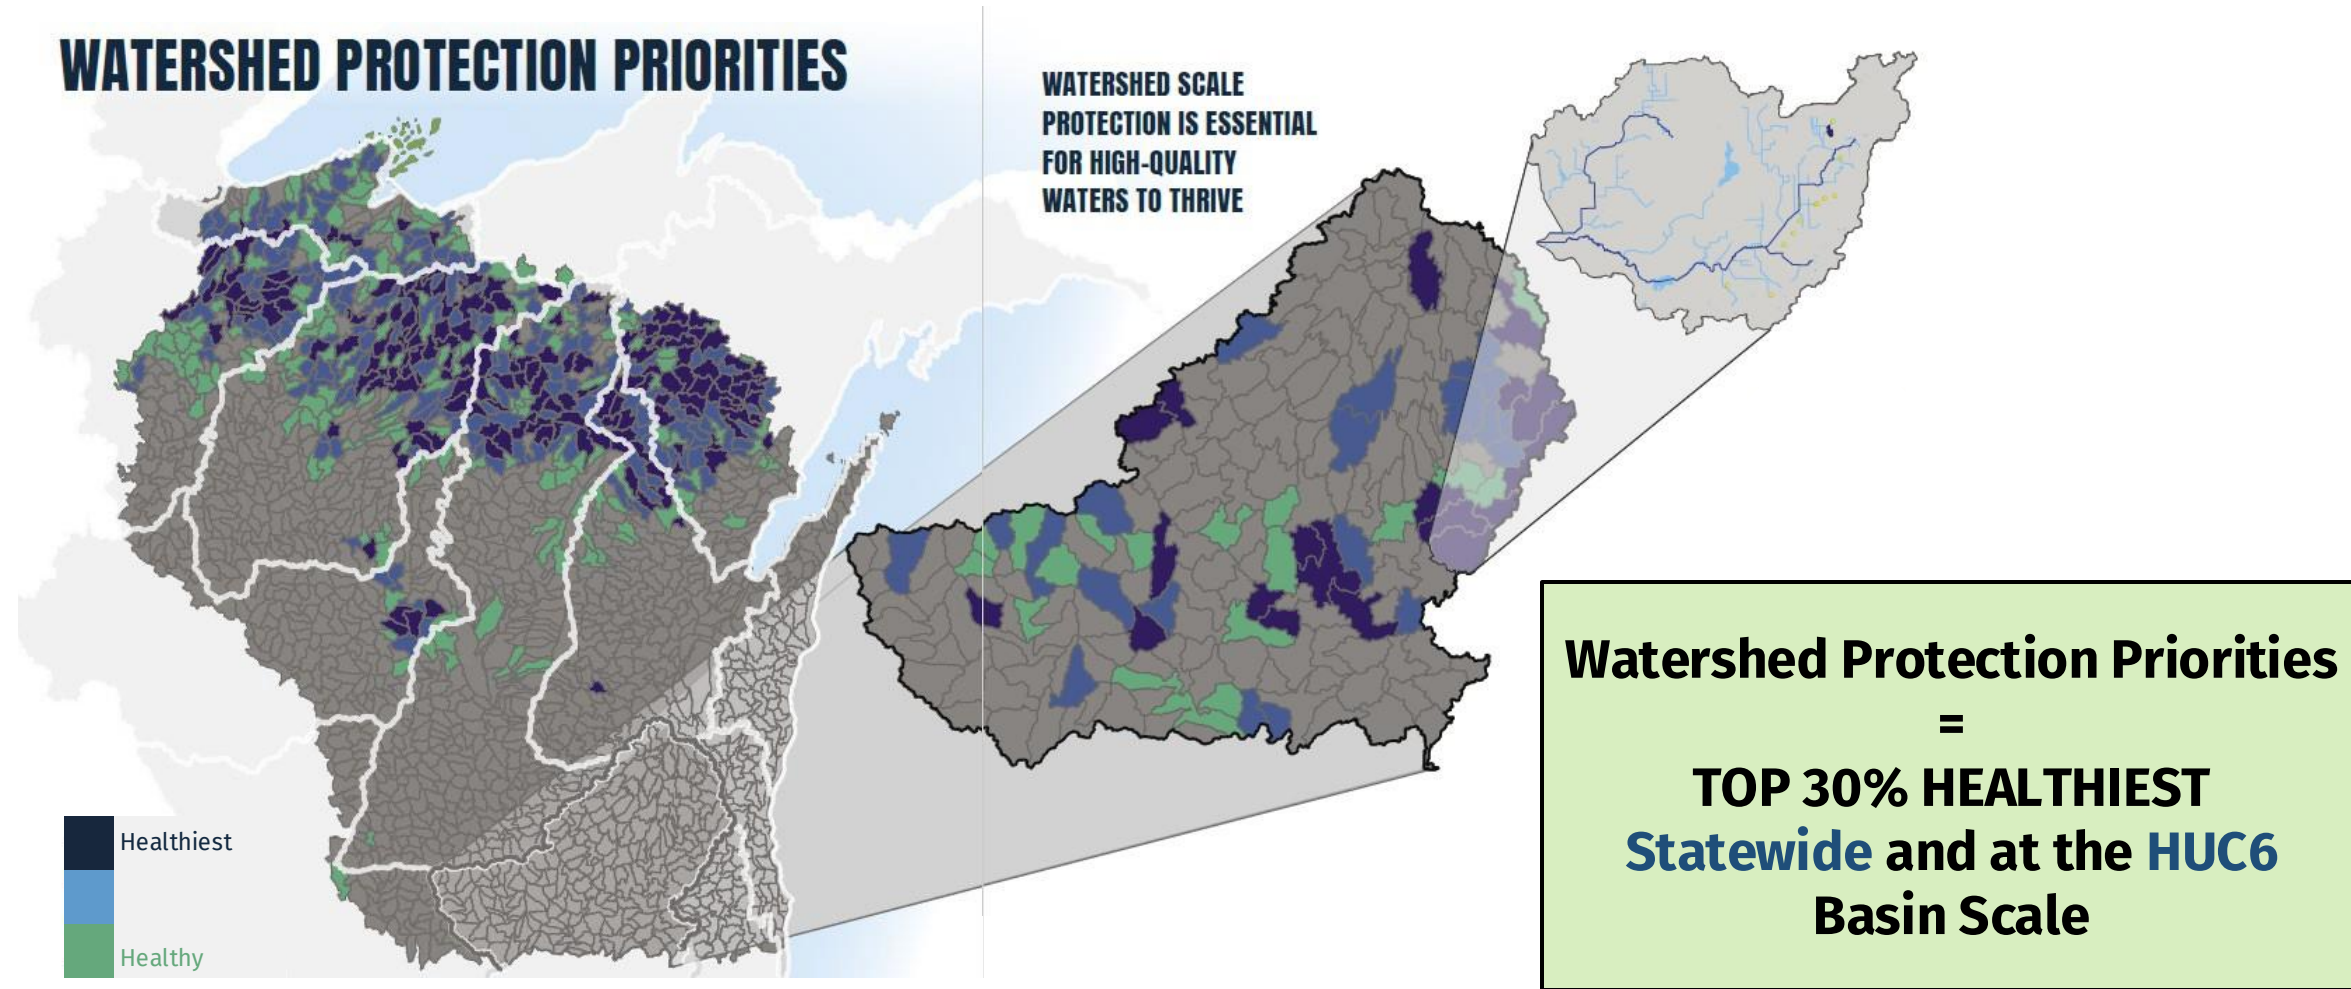 WATERSHED PROTECTION PRIORITIES
WATERSHED SCALE
PROTECTION IS ESSENTIAL
FOR HIGH-QUALITY
WATERS TO THRIVE
Healthiest
Healthy
Watershed Protection Priorities
=
TOP 30% HEALTHIEST
Statewide and at the HUC6
Basin Scale